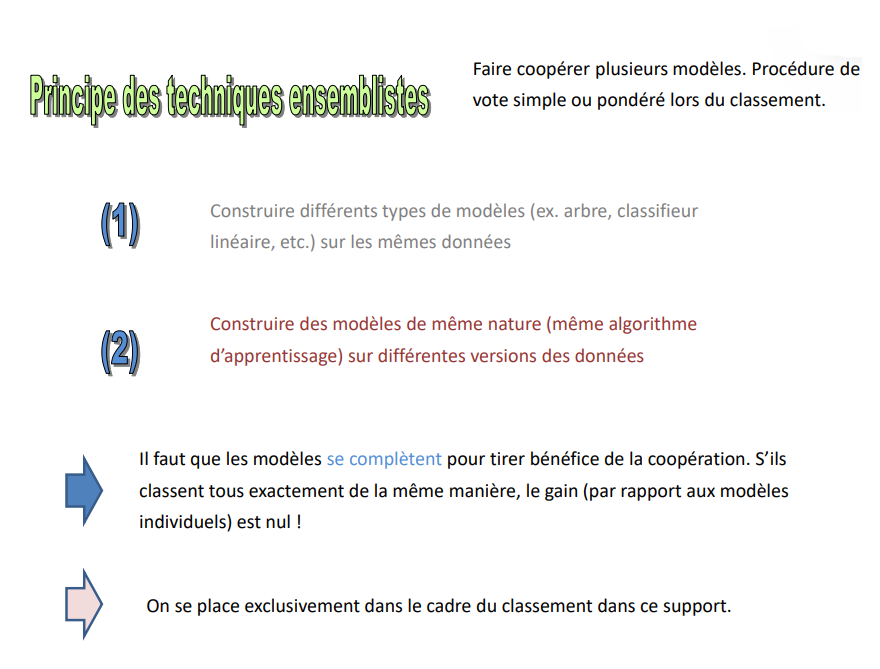 Principe des techniques ensemblistes
Faire coopérer plusieurs modèles. Procédure de
vote simple ou pondéré lors du classement.
(1)
Construire différents types de modèles (ex. arbre, classifieur
linéaire, etc.) sur les mêmes données
(2)
Construire des modèles de même nature (même algorithme
d’apprentissage) sur différentes versions des données
Il faut que les modèles se complètent pour tirer bénéfice de la coopération. S’ils
classent tous exactement de la même manière, le gain (par rapport aux modèles
individuels) est nul !
On se place exclusivement dans le cadre du classement dans ce support.